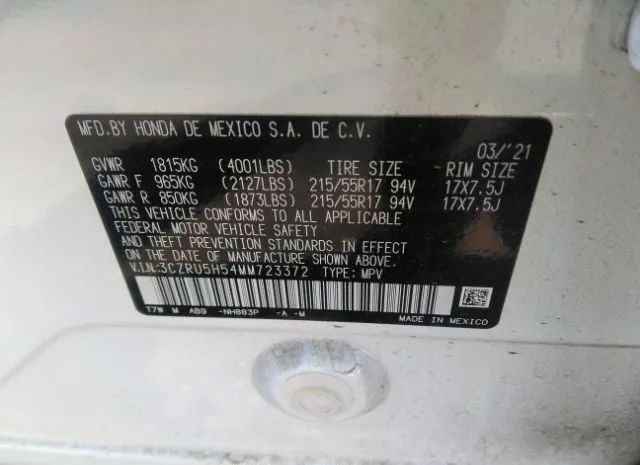 MFD.BY HONDA DE MEXICO S.A. DE C.V. 03/'21
GVWR 1815KG (4001LBS) TIRE SIZE RIM SIZE
GAWR F 965KG (2127LBS) 215/55R17 94V 17X7.5J
GAWR R 850KG (1873LBS) 215/55R17 94V 17X7.5J
THIS VEHICLE CONFORMS TO ALL APPLICABLE
FEDERAL MOTOR VEHICLE SAFETY
AND THEFT PREVENTION STANDARDS IN EFFECT
ON THE DATE OF MANUFACTURE SHOWN ABOVE.
V.I.N:3CZRU5H54MM723372 TYPE: MPV
T7W M AB9 -NH883P -A -M MADE IN MEXICO